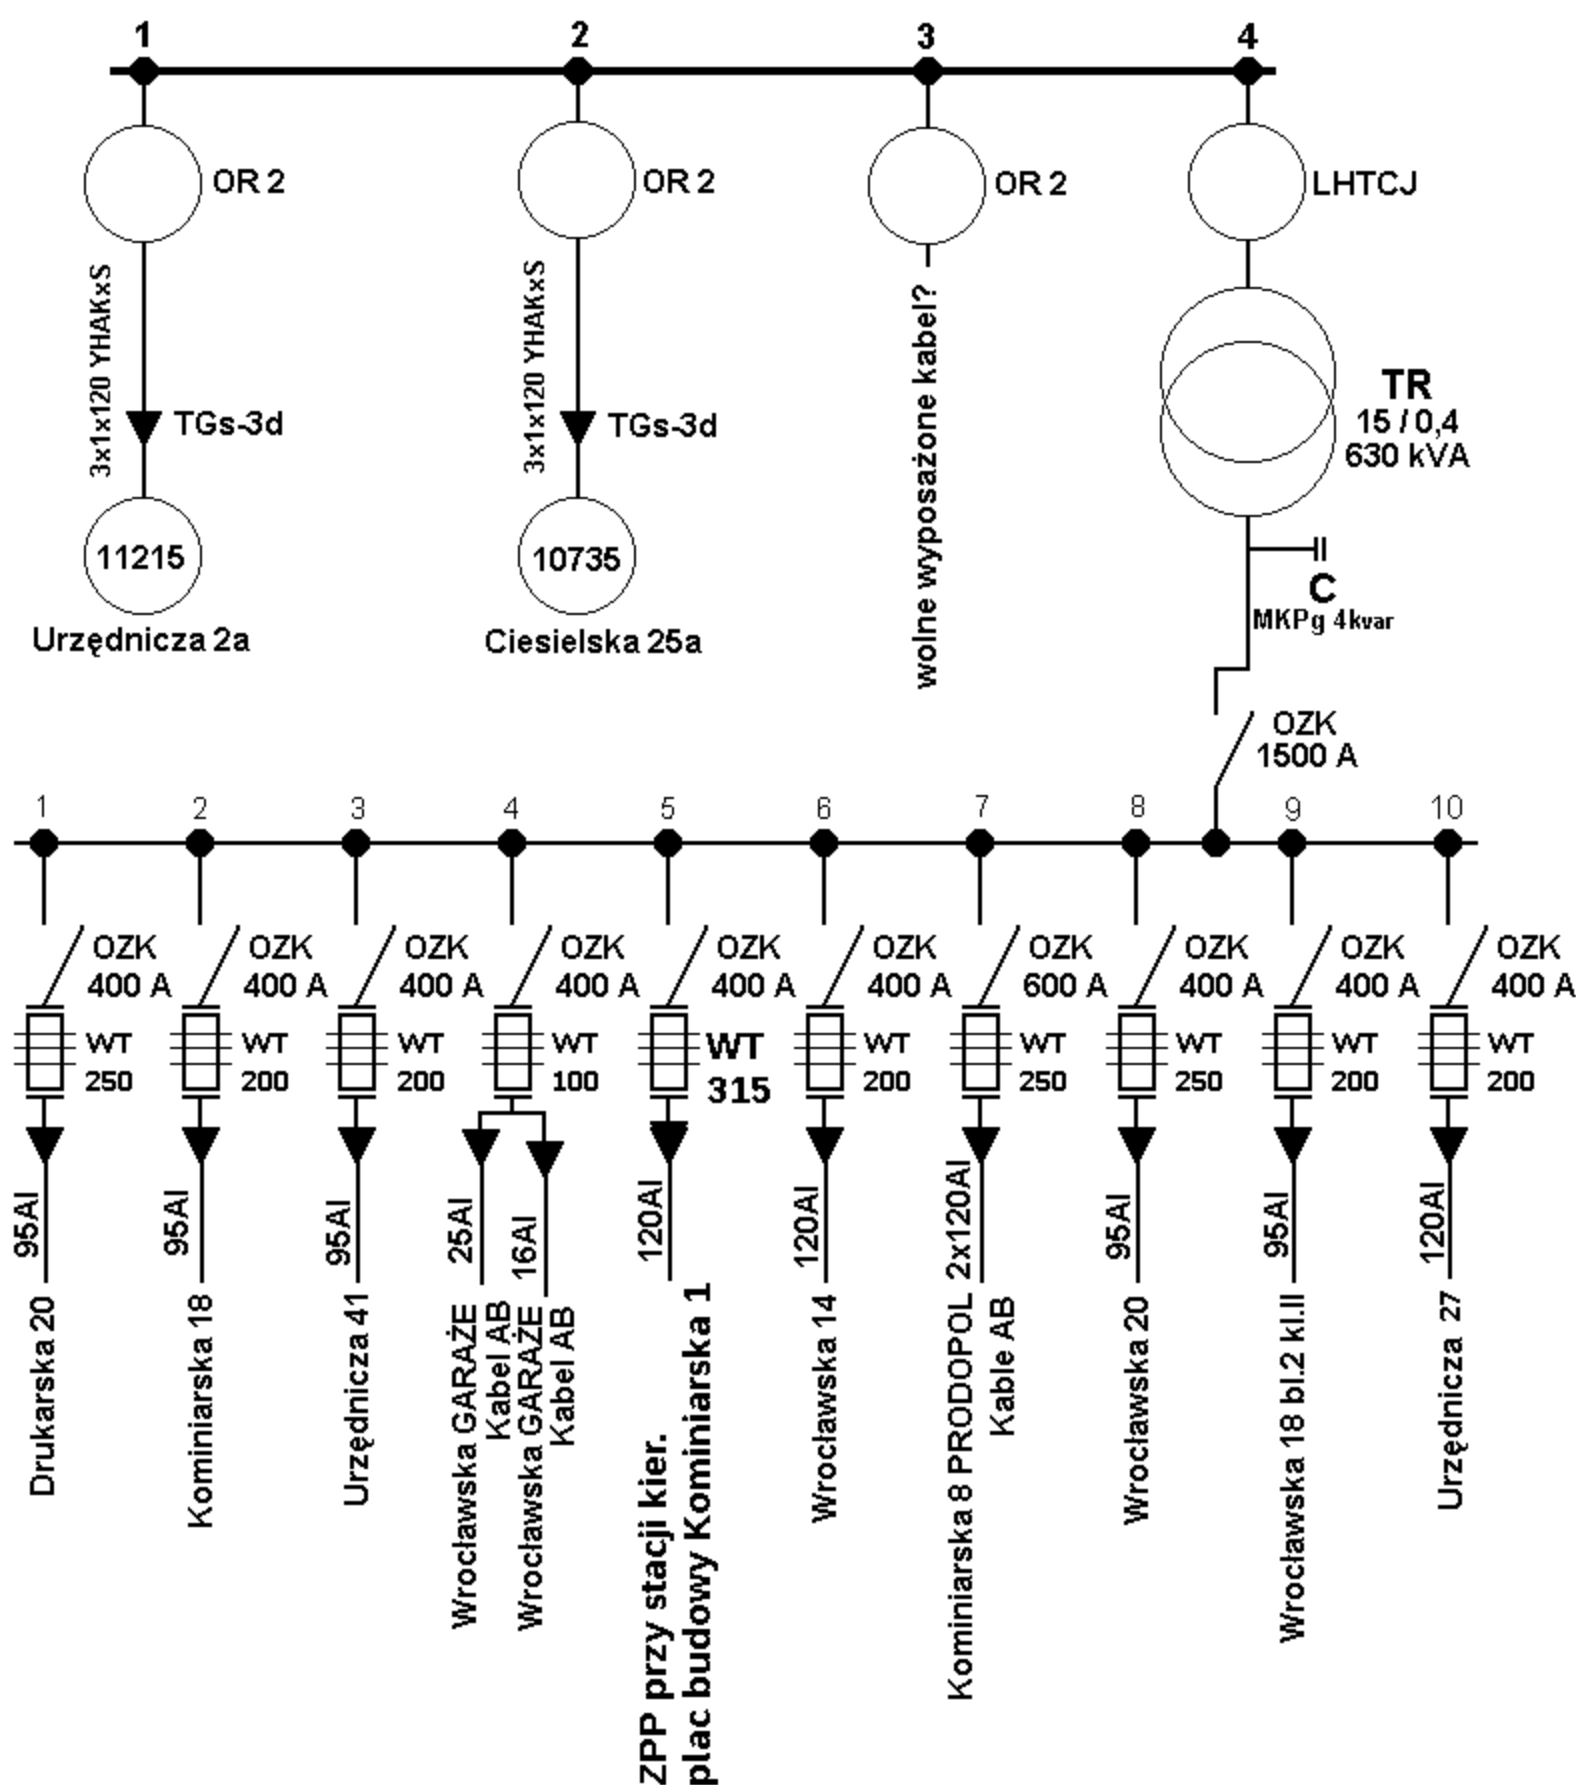 1
2
3
4
OR 2
OR 2
OR 2
LHTCJ
3x1x120 YHAKxS
3x1x120 YHAKxS
wolne wyposażone kabel?
TGs-3d
TGs-3d
TR
15 / 0,4
630 kVA
11215
10735
Urzędnicza 2a
Ciesielska 25a
C
MKPg 4kvar
OZK
1500 A
1
2
3
4
5
6
7
8
9
10
OZK
400 A
OZK
400 A
OZK
400 A
OZK
400 A
OZK
400 A
OZK
400 A
OZK
600 A
OZK
400 A
OZK
400 A
OZK
400 A
WT
250
WT
200
WT
200
WT
100
WT
315
WT
200
WT
250
WT
250
WT
200
WT
200
95Al
Drukarska 20
95Al
Kominiarska 18
95Al
Urzędnicza 41
25Al
Wrocławska GARAŻE
Kabel AB
16Al
Wrocławska GARAŻE
Kabel AB
120Al
ZPP przy stacji kier.
plac budowy Kominiarska 1
120Al
Wrocławska 14
Kominiarska 8 PRODOPOL 2x120Al
Kable AB
95Al
Wrocławska 20
95Al
Wrocławska 18 bl.2 kl.II
120Al
Urzędnicza 27